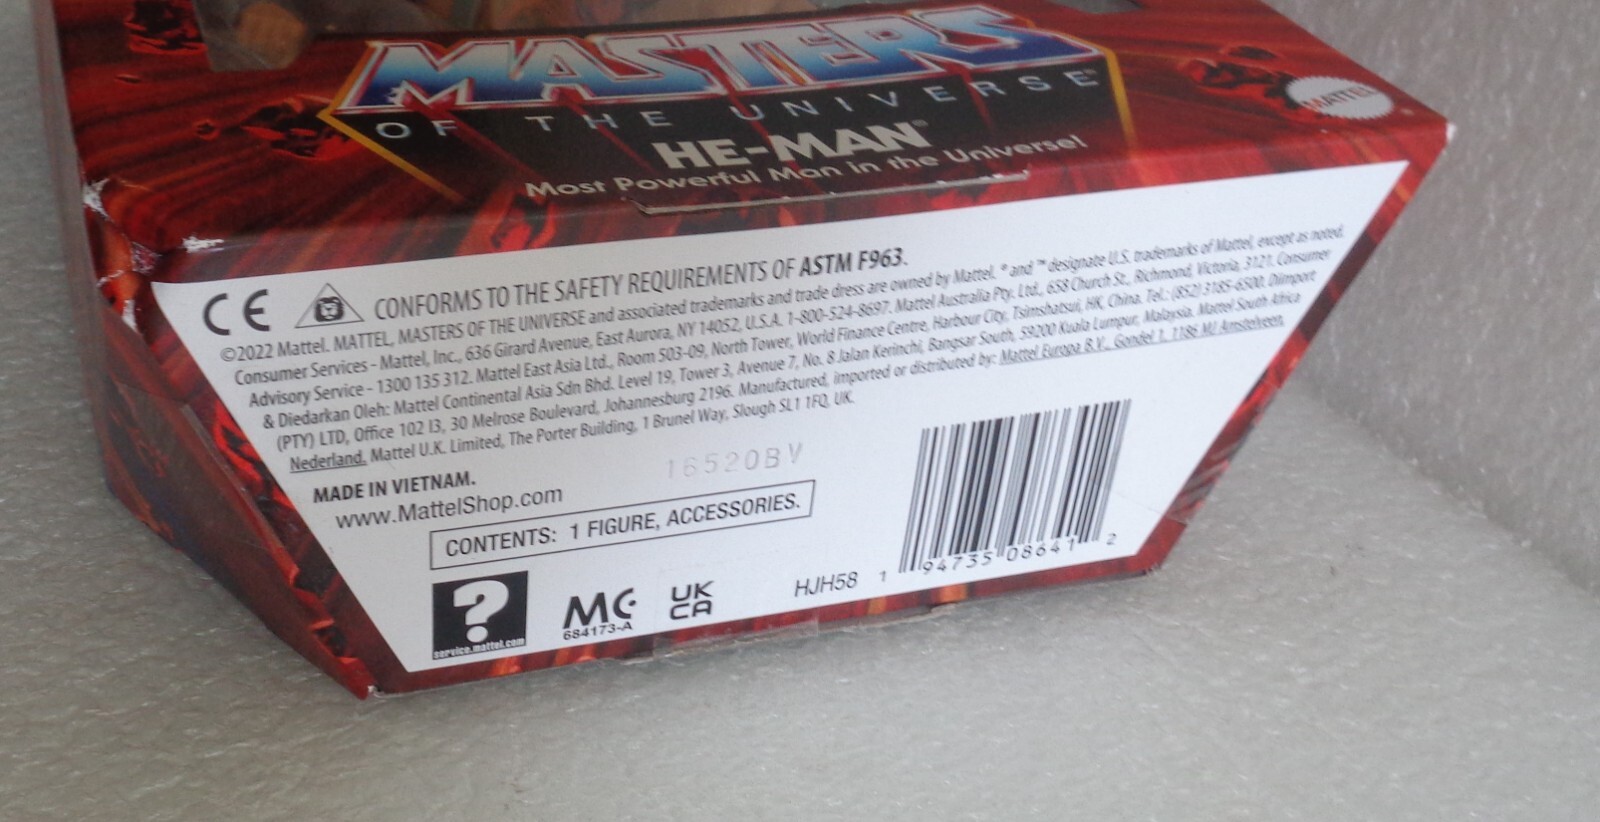 MASTERS
OF THE UNIVERSE™
HE-MAN®
Most Powerful Man in the Universe!
MATTEL
CE
CONFORMS TO THE SAFETY REQUIREMENTS OF ASTM F963.
©2022 Mattel. MATTEL, MASTERS OF THE UNIVERSE and associated trademarks and trade dress are owned by Mattel. ® and ™ designate U.S. trademarks of Mattel, except as noted.
Consumer Services - Mattel, Inc., 636 Girard Avenue, East Aurora, NY 14052, U.S.A. 1-800-524-8697. Mattel Australia Pty. Ltd., 658 Church St., Richmond, Victoria, 3121. Consumer
Advisory Service - 1300 135 312. Mattel East Asia Ltd., Room 503-09, North Tower, World Finance Centre, Harbour City, Tsimshatsui, HK, China. Tel.: (852) 3185-6500. Diimport
& Diedarkan Oleh: Mattel Continental Asia Sdn Bhd. Level 19, Tower 3, Avenue 7, No. 8 Jalan Kerinchi, Bangsar South, 59200 Kuala Lumpur, Malaysia. Mattel South Africa
(PTY) LTD, Office 102 I3, 30 Melrose Boulevard, Johannesburg 2196. Manufactured, imported or distributed by: Mattel Europa B.V., Gondel 1, 1186 MJ Amstelveen,
Nederland. Mattel U.K. Limited, The Porter Building, 1 Brunel Way, Slough SL1 1FQ, UK.
MADE IN VIETNAM.
16520BV
www.MattelShop.com
CONTENTS: 1 FIGURE, ACCESSORIES.
?
service.mattel.com
MC
684173-A
UK
CA
HJH58
1 94735 08641 2